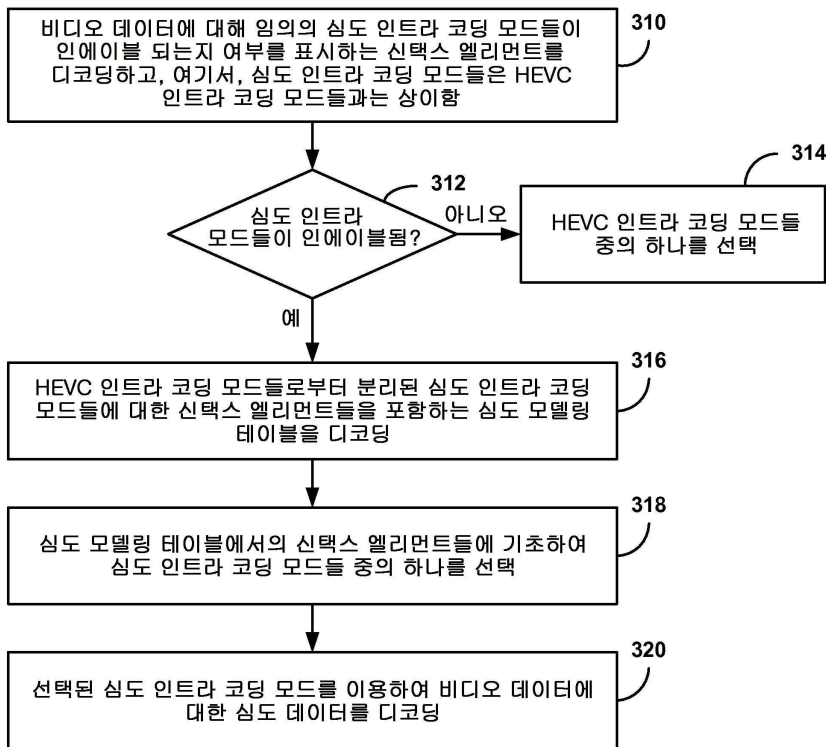 비디오 데이터에 대해 임의의 심도 인트라 코딩 모드들이
인에이블 되는지 여부를 표시하는 신택스 엘리먼트를
디코딩하고, 여기서, 심도 인트라 코딩 모드들은 HEVC
인트라 코딩 모드들과는 상이함
310
312
심도 인트라
모드들이 인에이블됨?
아니오
314
HEVC 인트라 코딩 모드들
중의 하나를 선택
예
HEVC 인트라 코딩 모드들로부터 분리된 심도 인트라 코딩
모드들에 대한 신택스 엘리먼트들을 포함하는 심도 모델링
테이블을 디코딩
316
심도 모델링 테이블에서의 신택스 엘리먼트들에 기초하여
심도 인트라 코딩 모드들 중의 하나를 선택
318
선택된 심도 인트라 코딩 모드를 이용하여 비디오 데이터에
대한 심도 데이터를 디코딩
320